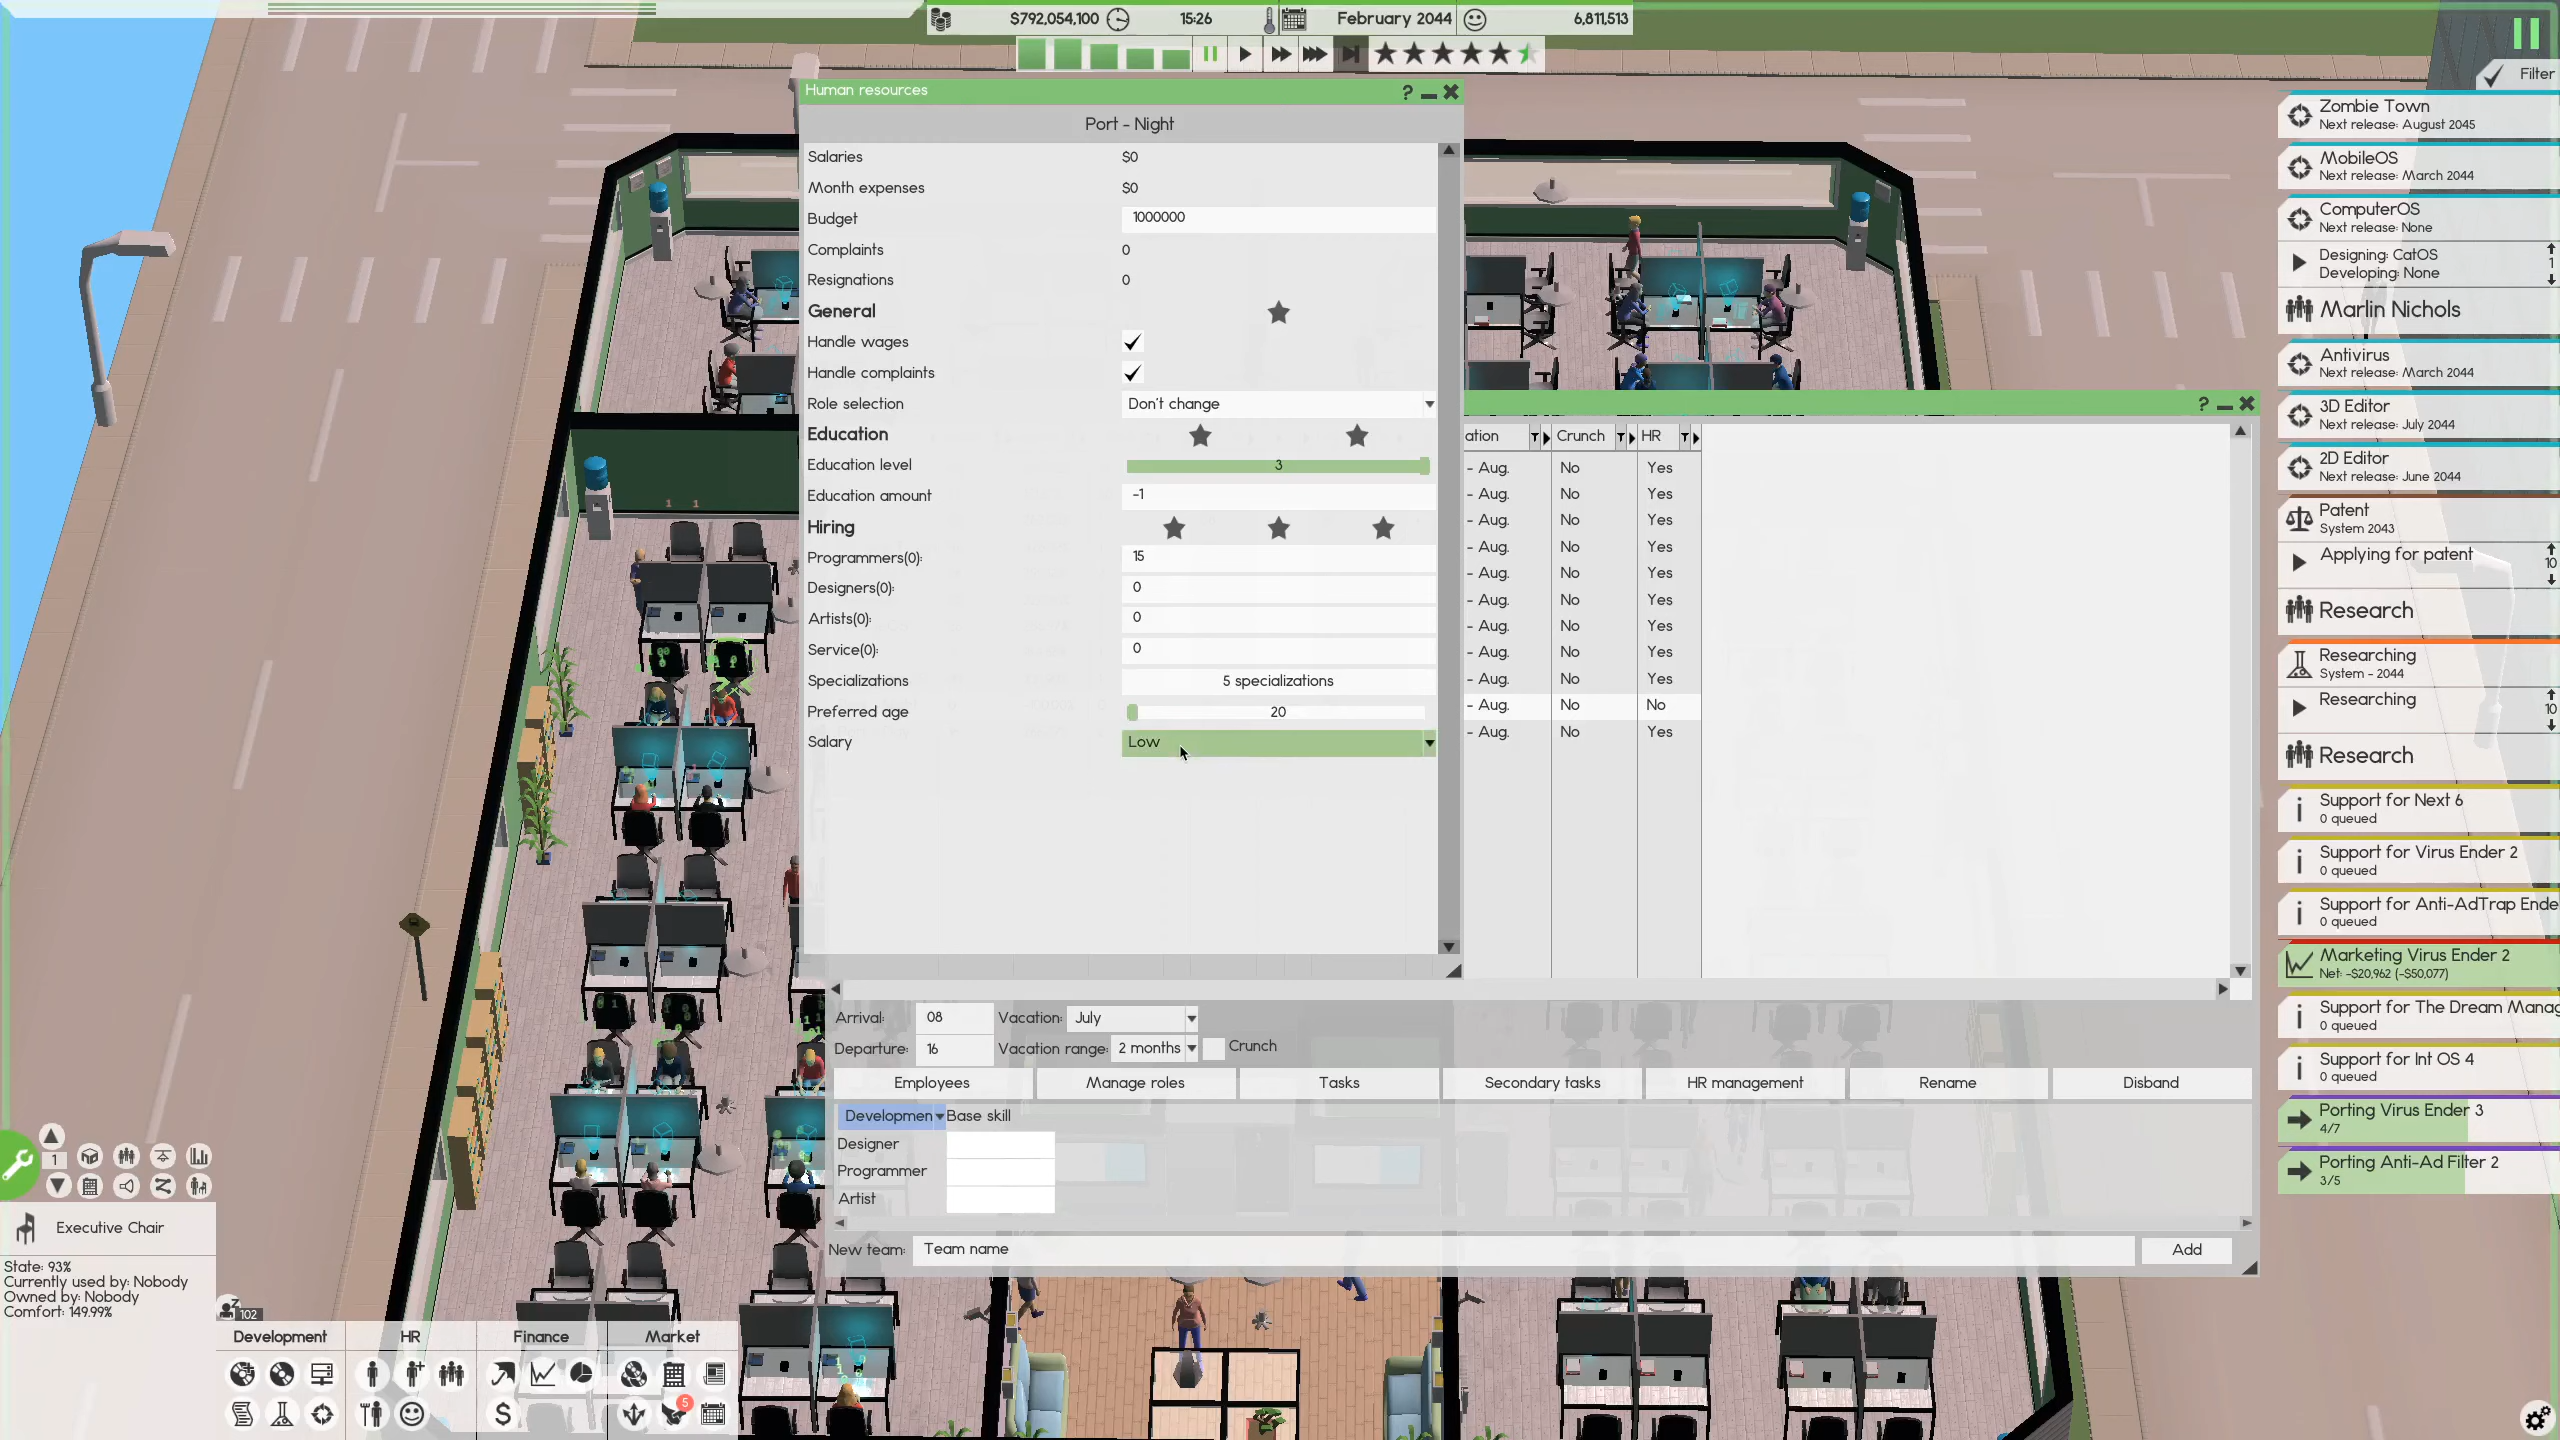 $792,054,100
15:26
February 2044
6,811,513
Filter
Human resources
?
Port - Night
Salaries $0
Month expenses $0
Budget 1000000
Complaints 0
Resignations 0
General
Handle wages
Handle complaints
Role selection Don't change
Education
Education level 3
Education amount -1
Hiring
Programmers(0): 15
Designers(0): 0
Artists(0): 0
Service(0): 0
Specializations 5 specializations
Preferred age 20
Salary Low
?
ation Crunch HR
- Aug. No Yes
- Aug. No Yes
- Aug. No Yes
- Aug. No Yes
- Aug. No Yes
- Aug. No Yes
- Aug. No Yes
- Aug. No Yes
- Aug. No Yes
- Aug. No No
- Aug. No Yes
Arrival: 08 Vacation: July
Departure: 16 Vacation range: 2 months Crunch
Employees Manage roles Tasks Secondary tasks HR management Rename Disband
Developmen Base skill
Designer
Programmer
Artist
New team: Team name Add
Zombie Town
Next release: August 2045
MobileOS
Next release: March 2044
ComputerOS
Next release: None
Designing: CatOS
Developing: None
1
Marlin Nichols
Antivirus
Next release: March 2044
3D Editor
Next release: July 2044
2D Editor
Next release: June 2044
Patent
System 2043
Applying for patent
10
Research
Researching
System - 2044
Researching
10
Research
Support for Next 6
0 queued
Support for Virus Ender 2
0 queued
Support for Anti-AdTrap Ende
0 queued
Marketing Virus Ender 2
Net: -$20,962 (-$50,077)
Support for The Dream Manag
0 queued
Support for Int OS 4
0 queued
Porting Virus Ender 3
4/7
Porting Anti-Ad Filter 2
3/5
1
Executive Chair
State: 93%
Currently used by: Nobody
Owned by: Nobody
Comfort: 149.99%
102
Development HR Finance Market
5